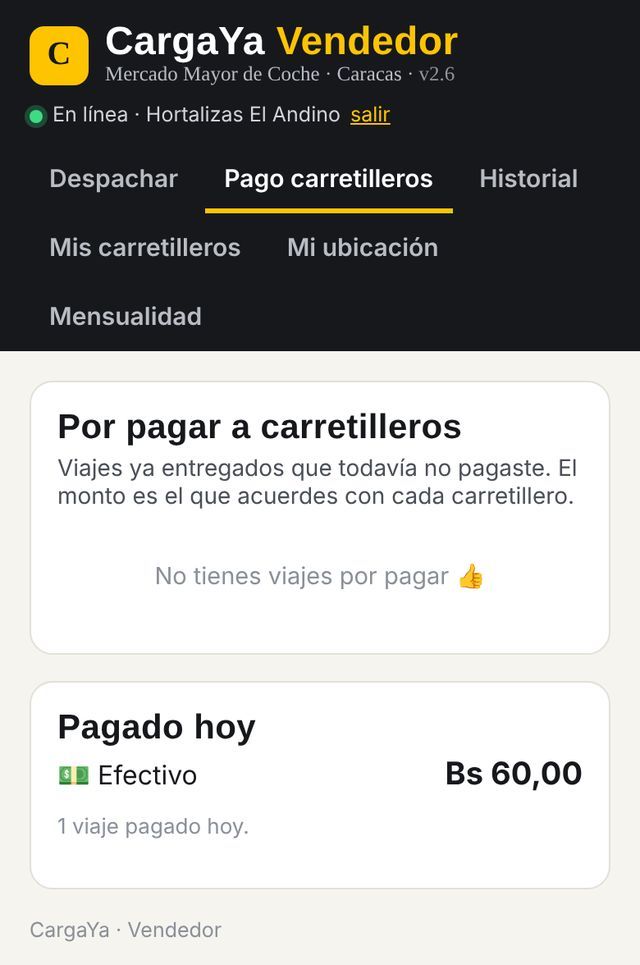 C
CargaYa Vendedor
Mercado Mayor de Coche · Caracas · v2.6
En línea · Hortalizas El Andino salir
Despachar Pago carretilleros Historial
Mis carretilleros Mi ubicación
Mensualidad
Por pagar a carretilleros
Viajes ya entregados que todavía no pagaste. El
monto es el que acuerdes con cada carretillero.
No tienes viajes por pagar 👍
Pagado hoy
💵 Efectivo Bs 60,00
1 viaje pagado hoy.
CargaYa · Vendedor